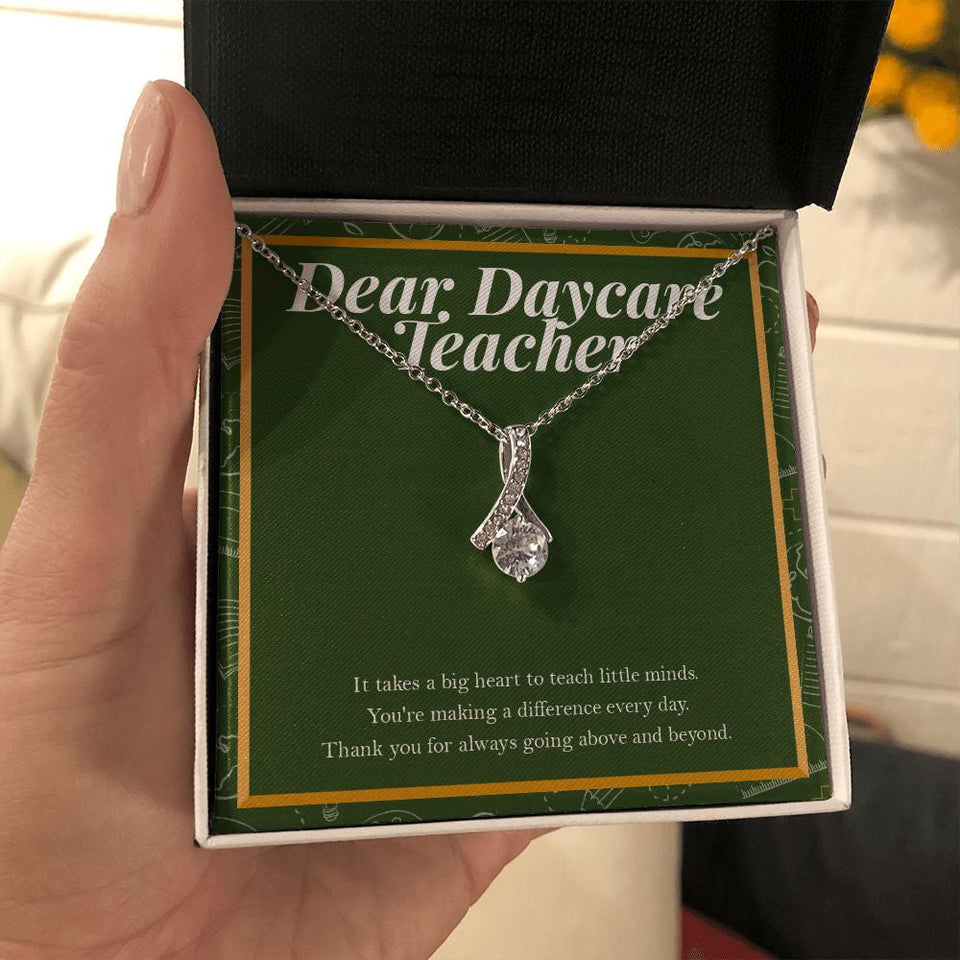 Dear Daycare
Teacher
It takes a big heart to teach little minds.
You're making a difference every day.
Thank you for always going above and beyond.